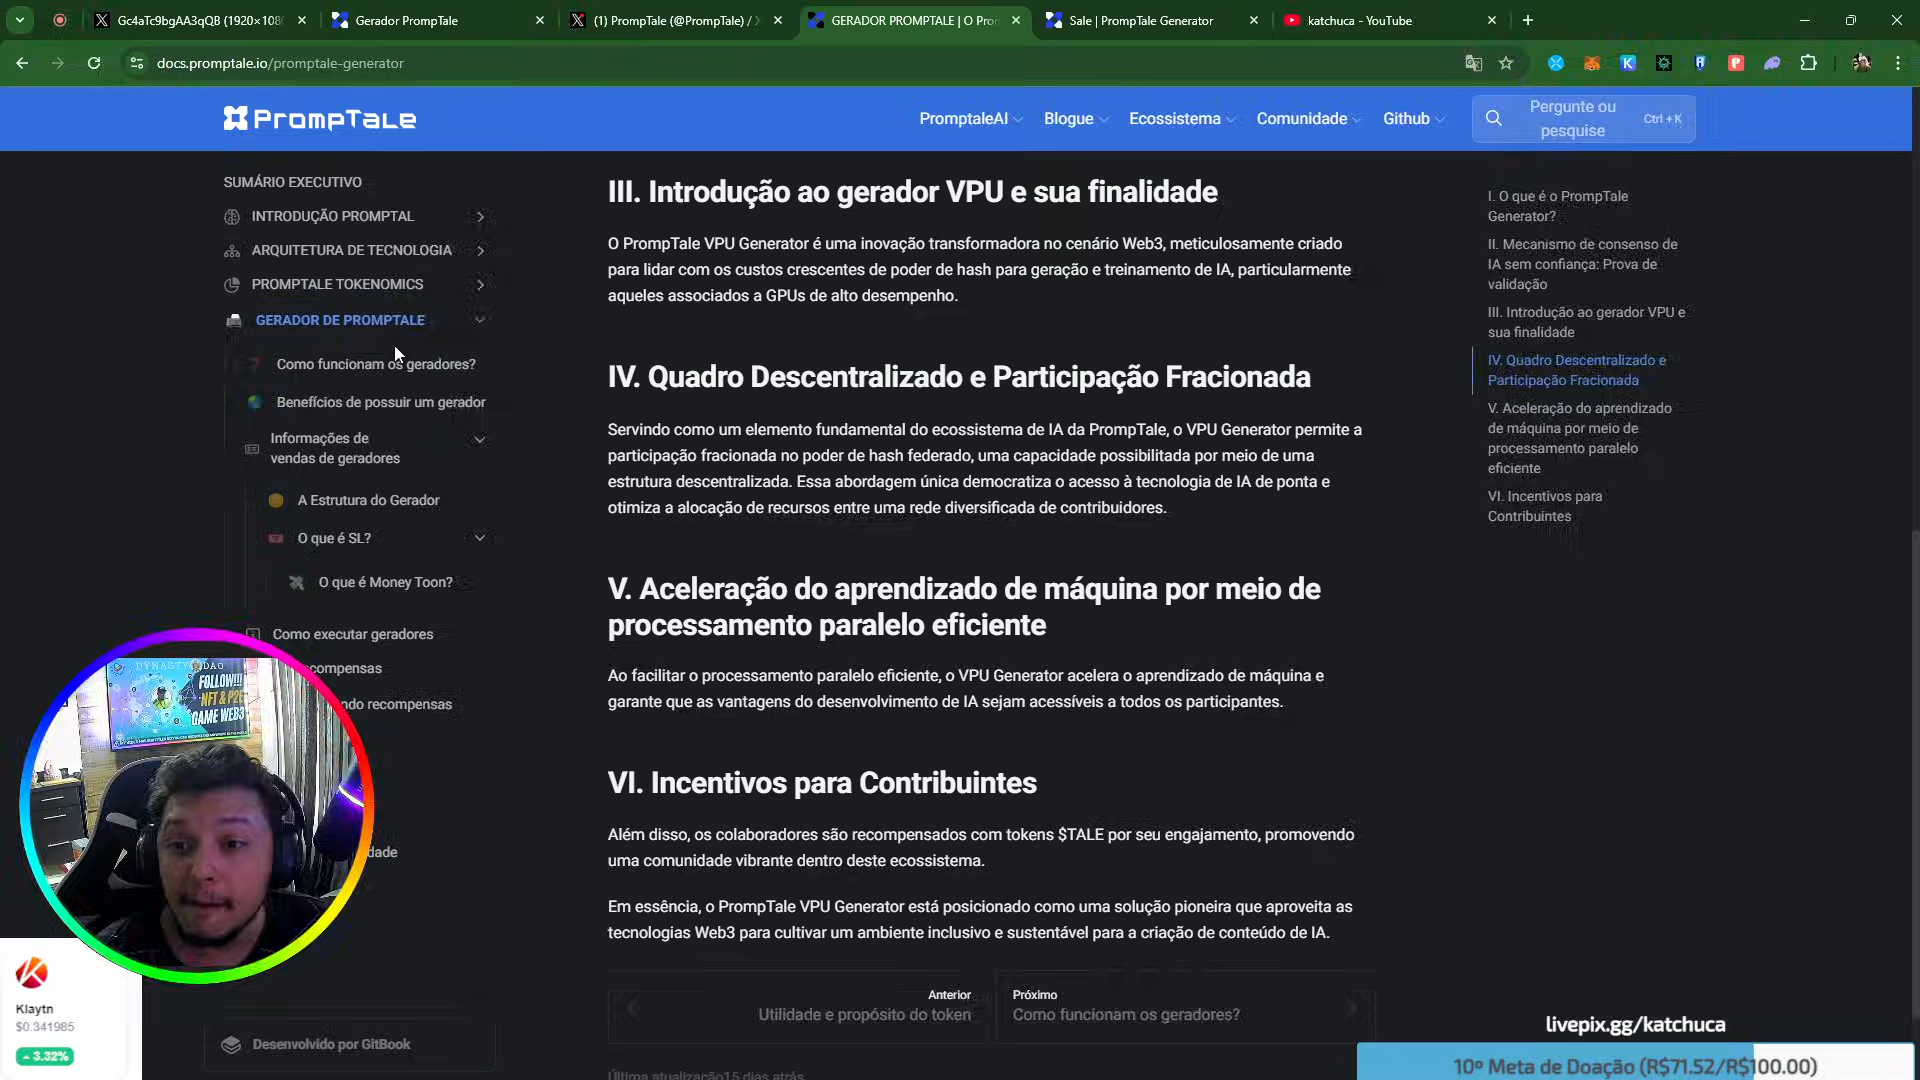 Gc4aTc9bgAA3qQB (1920×108
Gerador PrompTale
(1) PrompTale (@PrompTale) / X
GERADOR PROMPTALE | O Pro
Sale | PrompTale Generator
katchuca - YouTube
docs.promptale.io/promptale-generator
PrompTale
PromptaleAI
Blogue
Ecossistema
Comunidade
Github
Pergunte ou
pesquise
Ctrl + K
SUMÁRIO EXECUTIVO
INTRODUÇÃO PROMPTAL
ARQUITETURA DE TECNOLOGIA
PROMPTALE TOKENOMICS
GERADOR DE PROMPTALE
Como funcionam os geradores?
Benefícios de possuir um gerador
Informações de
vendas de geradores
A Estrutura do Gerador
O que é SL?
O que é Money Toon?
Como executar geradores
compensas
ndo recompensas
dade
Desenvolvido por GitBook
III. Introdução ao gerador VPU e sua finalidade
O PrompTale VPU Generator é uma inovação transformadora no cenário Web3, meticulosamente criado
para lidar com os custos crescentes de poder de hash para geração e treinamento de IA, particularmente
aqueles associados a GPUs de alto desempenho.
IV. Quadro Descentralizado e Participação Fracionada
Servindo como um elemento fundamental do ecossistema de IA da PrompTale, o VPU Generator permite a
participação fracionada no poder de hash federado, uma capacidade possibilitada por meio de uma
estrutura descentralizada. Essa abordagem única democratiza o acesso à tecnologia de IA de ponta e
otimiza a alocação de recursos entre uma rede diversificada de contribuidores.
V. Aceleração do aprendizado de máquina por meio de
processamento paralelo eficiente
Ao facilitar o processamento paralelo eficiente, o VPU Generator acelera o aprendizado de máquina e
garante que as vantagens do desenvolvimento de IA sejam acessíveis a todos os participantes.
VI. Incentivos para Contribuintes
Além disso, os colaboradores são recompensados com tokens $TALE por seu engajamento, promovendo
uma comunidade vibrante dentro deste ecossistema.
Em essência, o PrompTale VPU Generator está posicionado como uma solução pioneira que aproveita as
tecnologias Web3 para cultivar um ambiente inclusivo e sustentável para a criação de conteúdo de IA.
Anterior
Utilidade e propósito do token
Próximo
Como funcionam os geradores?
Última atualização15 dias atrás
I. O que é o PrompTale
Generator?
II. Mecanismo de consenso de
IA sem confiança: Prova de
validação
III. Introdução ao gerador VPU e
sua finalidade
IV. Quadro Descentralizado e
Participação Fracionada
V. Aceleração do aprendizado
de máquina por meio de
processamento paralelo
eficiente
VI. Incentivos para
Contribuintes
DYNASTY DAO
FOLLOW!!!
NFT & P2E
GAME WEB3
Klaytn
$0.341985
3.32%
livepix.gg/katchuca
10º Meta de Doação (R$71.52/R$100.00)